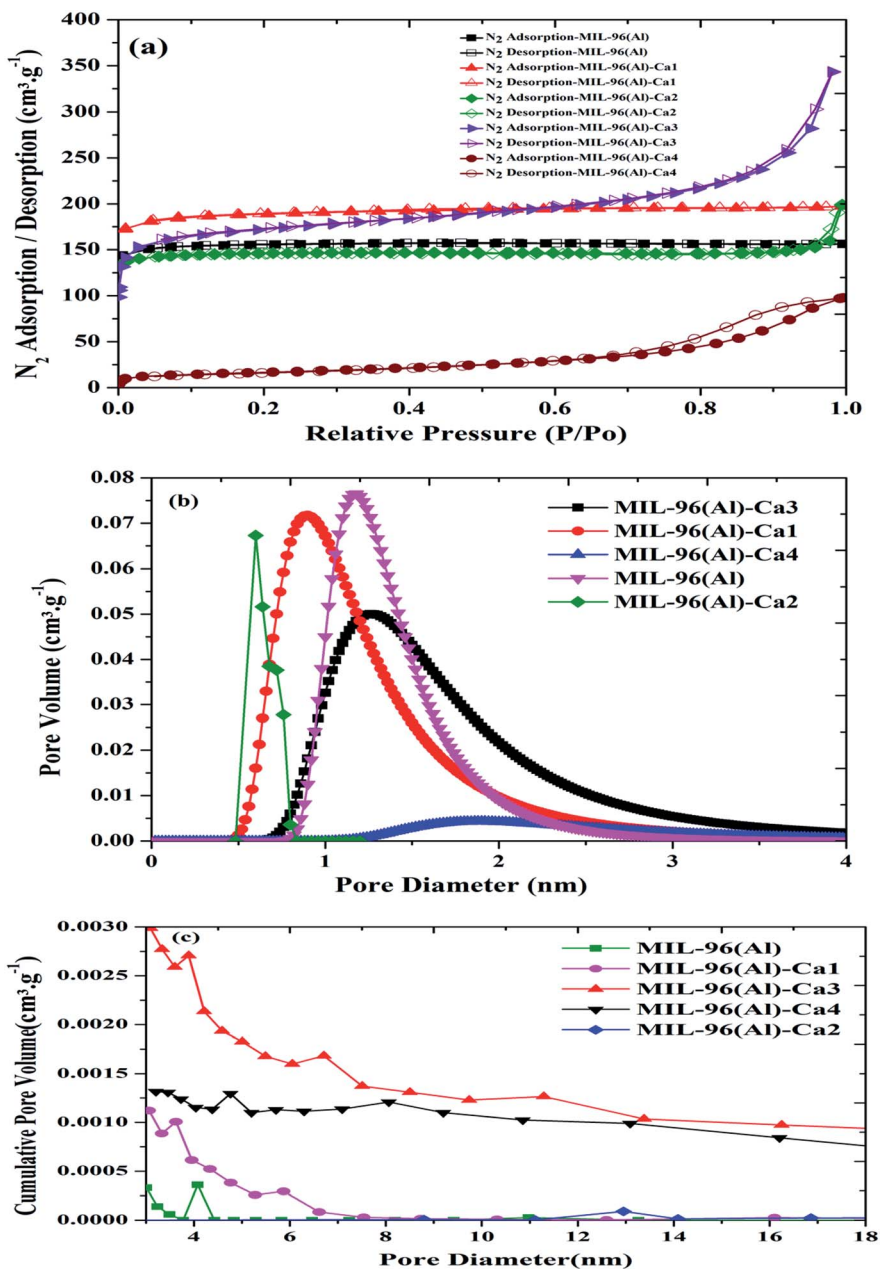 (a)
N2 Adsorption-MIL-96(Al)
N2 Desorption-MIL-96(Al)
N2 Adsorption-MIL-96(Al)-Ca1
N2 Desorption-MIL-96(Al)-Ca1
N2 Adsorption-MIL-96(Al)-Ca2
N2 Desorption-MIL-96(Al)-Ca2
N2 Adsorption-MIL-96(Al)-Ca3
N2 Desorption-MIL-96(Al)-Ca3
N2 Adsorption-MIL-96(Al)-Ca4
N2 Desorption-MIL-96(Al)-Ca4
N2 Adsorption / Desorption (cm³·g⁻¹)
400
350
300
250
200
150
100
50
0
0.0 0.2 0.4 0.6 0.8 1.0
Relative Pressure (P/Po)
(b)
MIL-96(Al)-Ca3
MIL-96(Al)-Ca1
MIL-96(Al)-Ca4
MIL-96(Al)
MIL-96(Al)-Ca2
Pore Volume (cm³·g⁻¹)
0.08
0.07
0.06
0.05
0.04
0.03
0.02
0.01
0.00
0 1 2 3 4
Pore Diameter (nm)
(c)
MIL-96(Al)
MIL-96(Al)-Ca1
MIL-96(Al)-Ca3
MIL-96(Al)-Ca4
MIL-96(Al)-Ca2
Cumulative Pore Volume(cm³·g⁻¹)
0.0030
0.0025
0.0020
0.0015
0.0010
0.0005
0.0000
4 6 8 10 12 14 16 18
Pore Diameter(nm)